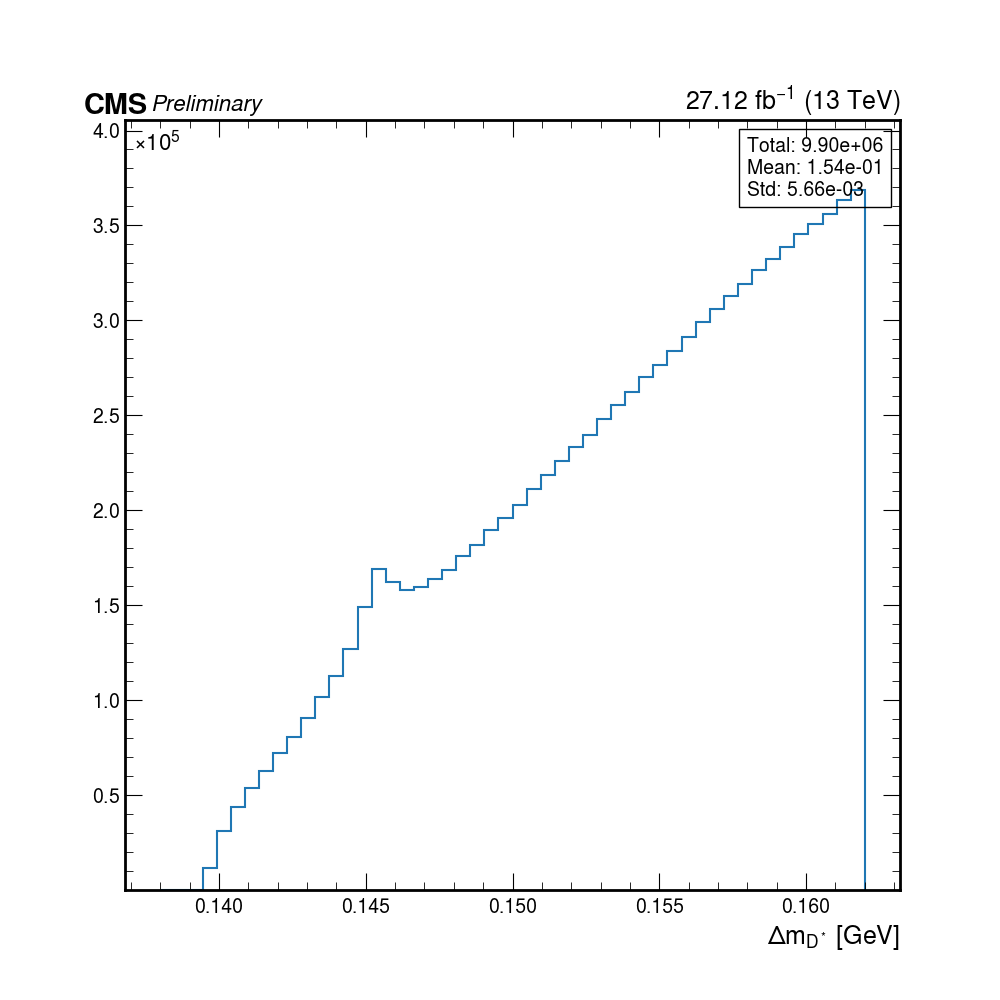 CMS Preliminary
27.12 fb⁻¹ (13 TeV)
×10⁵
Total: 9.90e+06
Mean: 1.54e-01
Std: 5.66e-03
4.0
3.5
3.0
2.5
2.0
1.5
1.0
0.5
0.140 0.145 0.150 0.155 0.160
Δm_D* [GeV]